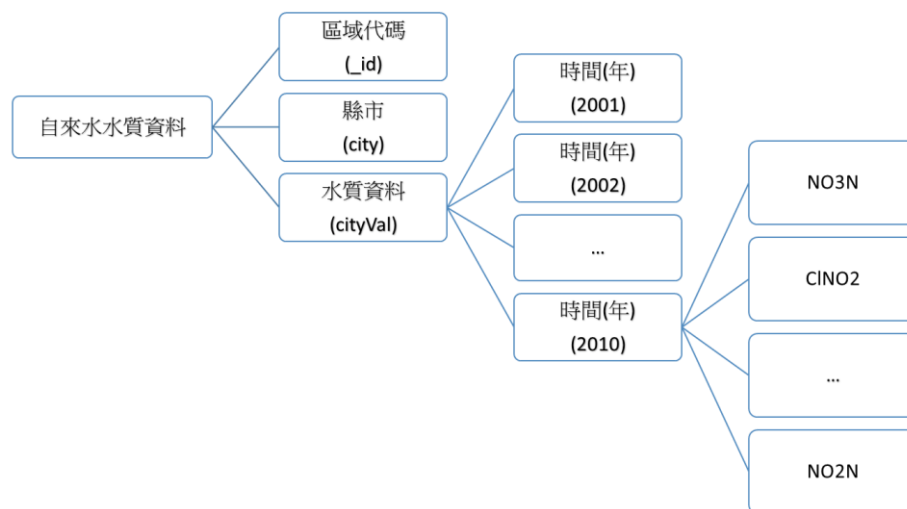 自來水水質資料
區域代碼
(_id)
縣市
(city)
水質資料
(cityVal)
時間(年)
(2001)
時間(年)
(2002)
…
時間(年)
(2010)
NO3N
ClNO2
…
NO2N